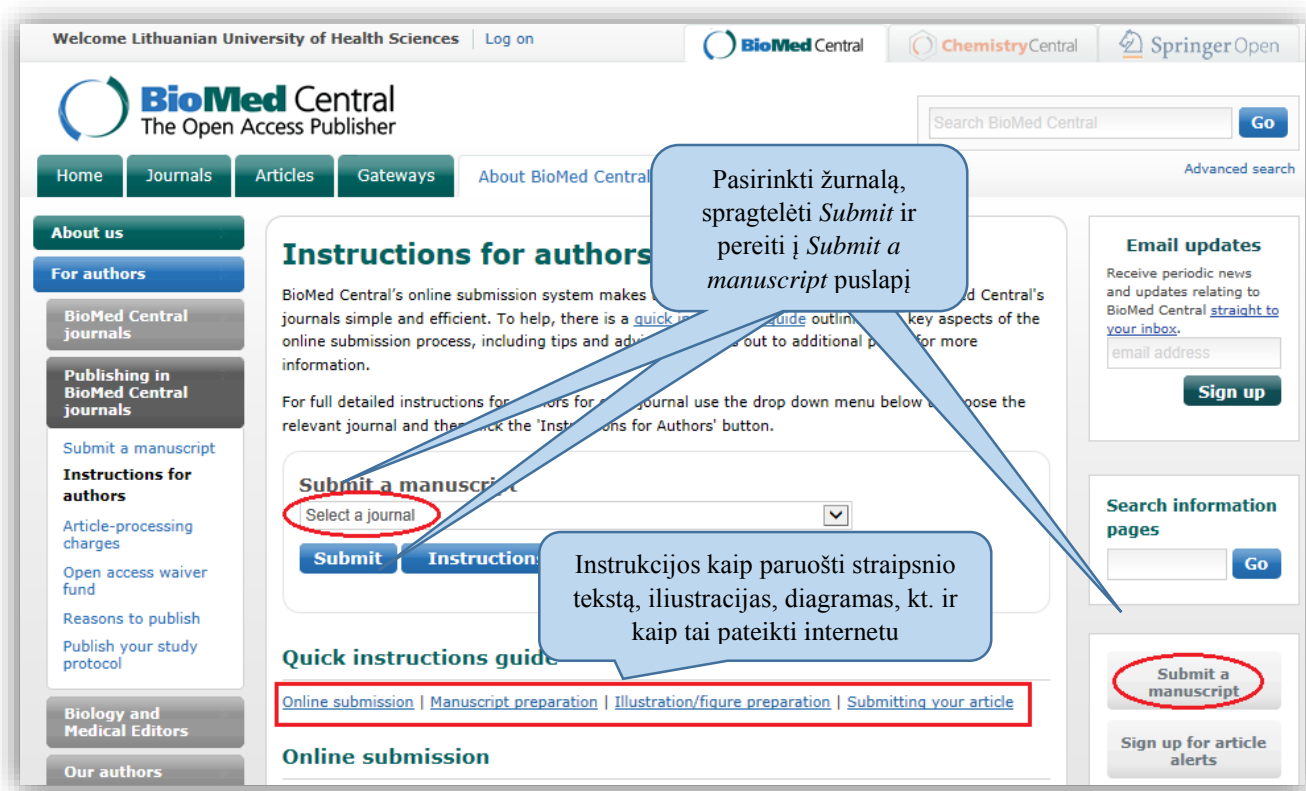 Welcome Lithuanian University of Health Sciences | Log on
BioMed Central
ChemistryCentral
SpringerOpen
BioMed Central
The Open Access Publisher
Search BioMed Central
Go
Home
Journals
Articles
Gateways
About BioMed Central
Advanced search
Pasirinkti žurnalą,
spragtelėti Submit ir
pereiti į Submit a
manuscript puslapį
About us
For authors
BioMed Central
journals
Publishing in
BioMed Central
journals
Submit a manuscript
Instructions for
authors
Article-processing
charges
Open access waiver
fund
Reasons to publish
Publish your study
protocol
Biology and
Medical Editors
Our authors
Instructions for authors
BioMed Central's online submission system makes d Central's
journals simple and efficient. To help, there is a quick guide key aspects of the
online submission process, including tips and out to additional for more
information.
For full detailed instructions for journal use the drop down menu below the
relevant journal and click the for Authors' button.
Submit a manuscript
Select a journal
Submit
Instructions
Instrukcijos kaip paruošti straipsnio
tekstą, iliustracijas, diagramas, kt. ir
kaip tai pateikti internetu
Quick instructions guide
Online submission | Manuscript preparation | Illustration/figure preparation | Submitting your article
Online submission
Email updates
Receive periodic news
and updates relating to
BioMed Central straight to
your inbox.
email address
Sign up
Search information
pages
Go
Submit a
manuscript
Sign up for article
alerts